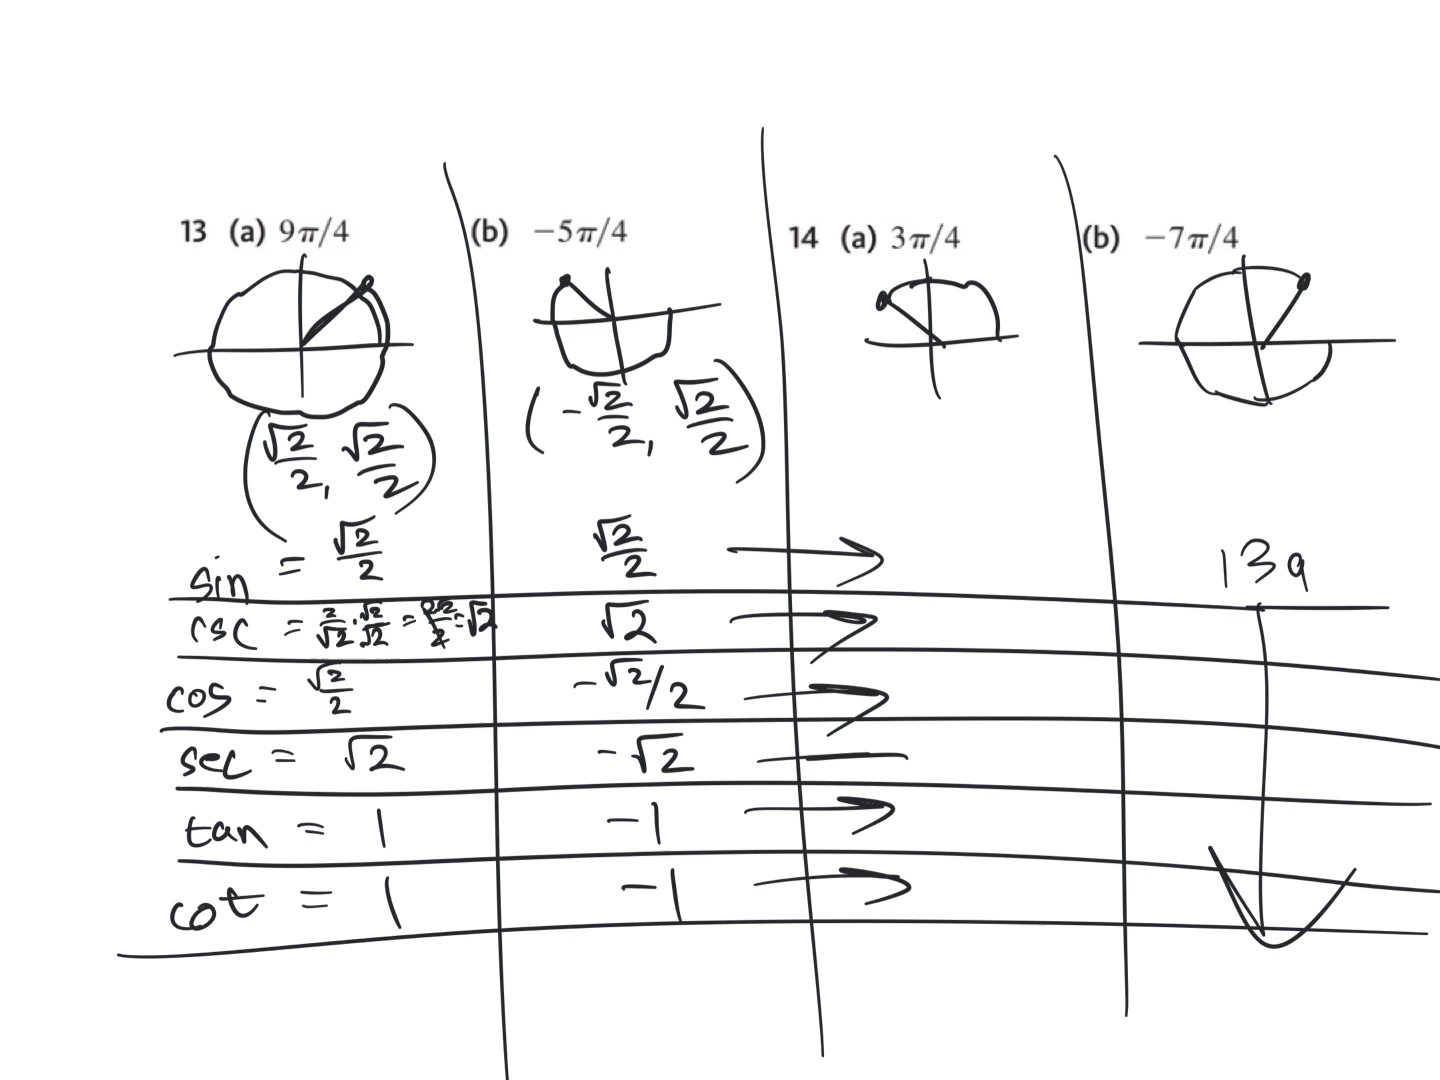 13 (a) 9π/4 (b) −5π/4 14 (a) 3π/4 (b) −7π/4
(√2/2, √2/2) (-√2/2, √2/2)
sin = √2/2 √2/2 → 13a
csc = 2/√2 · √2/√2 = 2√2/2 = √2 √2 →
cos = √2/2 -√2/2 →
sec = √2 -√2
tan = 1 -1 →
cot = 1 -1 →